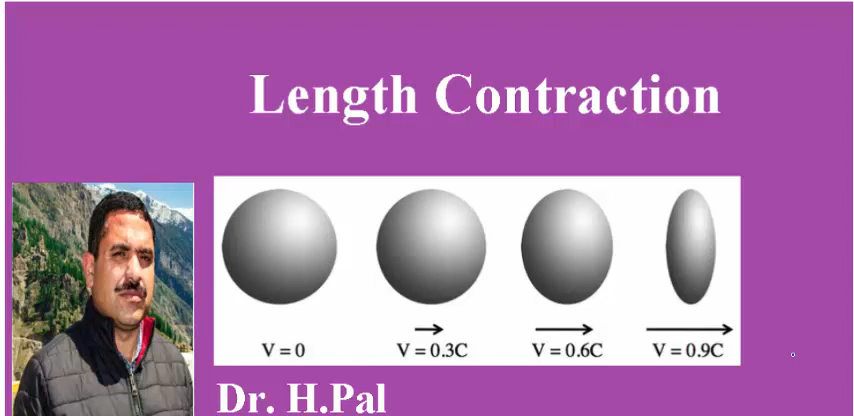 Length Contraction
V = 0 V = 0.3C V = 0.6C V = 0.9C
Dr. H.Pal